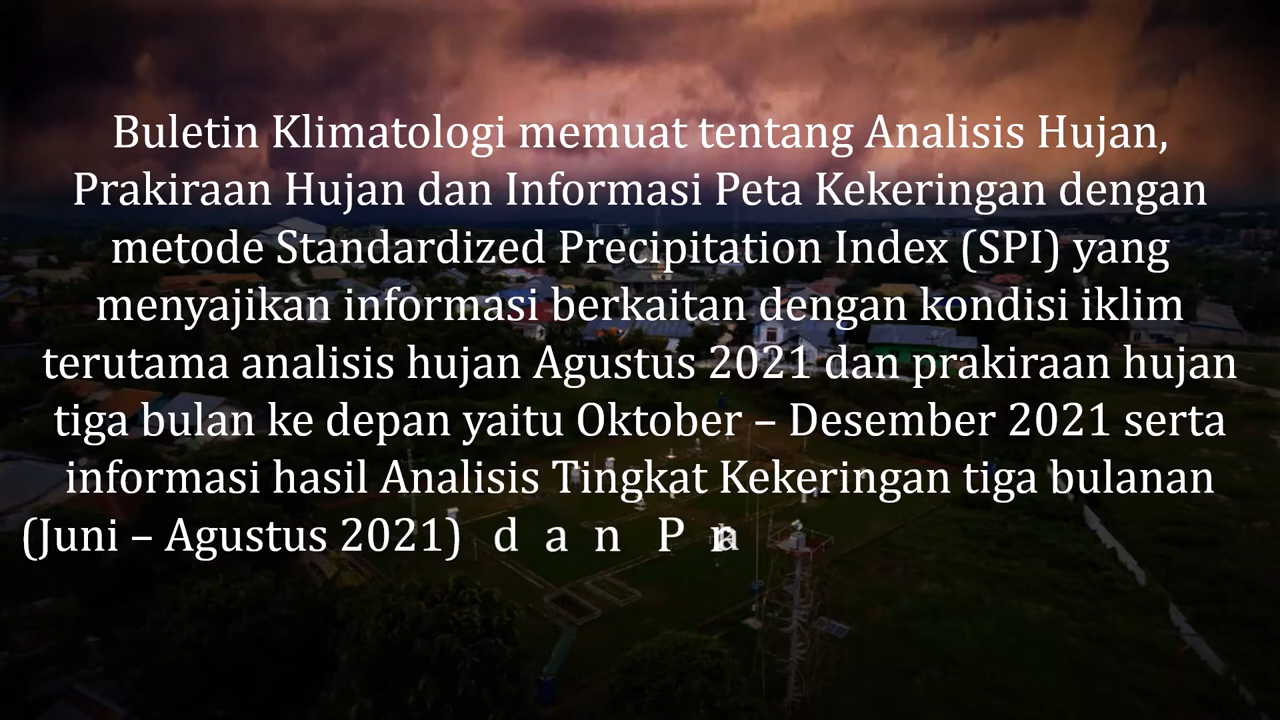 Buletin Klimatologi memuat tentang Analisis Hujan,
Prakiraan Hujan dan Informasi Peta Kekeringan dengan
metode Standardized Precipitation Index (SPI) yang
menyajikan informasi berkaitan dengan kondisi iklim
terutama analisis hujan Agustus 2021 dan prakiraan hujan
tiga bulan ke depan yaitu Oktober – Desember 2021 serta
informasi hasil Analisis Tingkat Kekeringan tiga bulanan
(Juni – Agustus 2021) dan